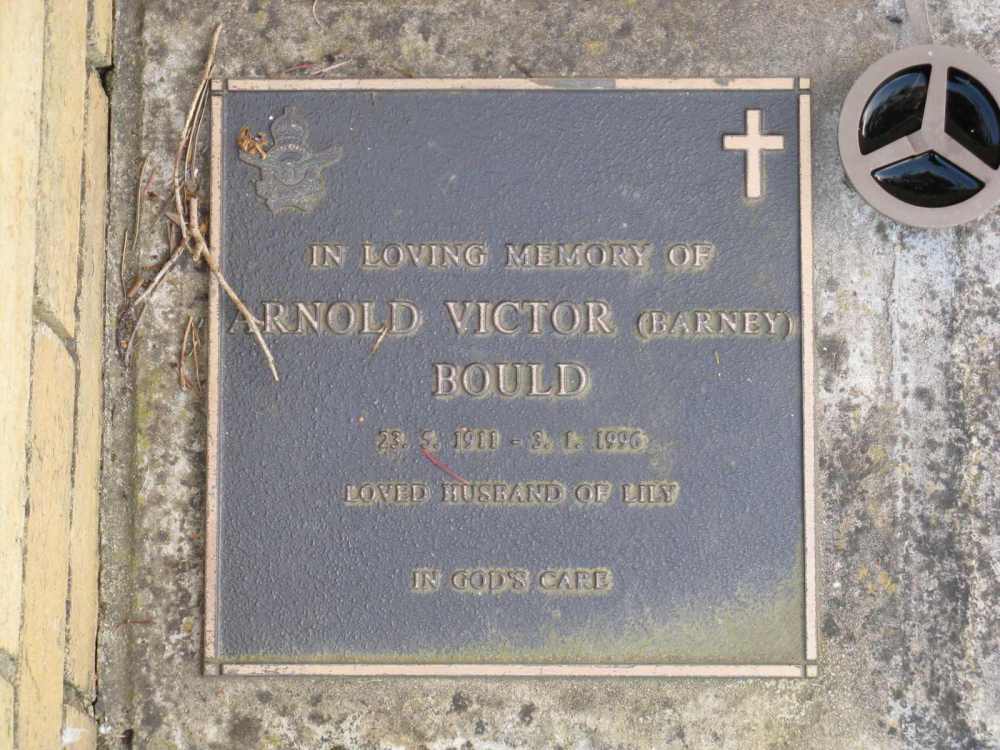 IN LOVING MEMORY OF
ARNOLD VICTOR (BARNEY)
BOULD
23. 5. 1911 - 3. 1. 1996
LOVED HUSBAND OF LILY
IN GOD'S CARE